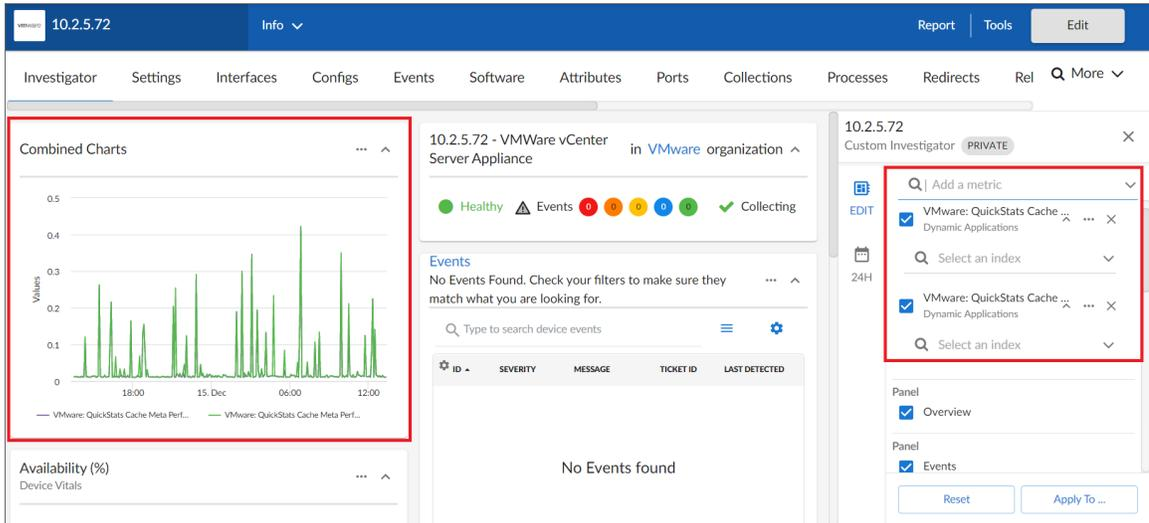 vmware
10.2.5.72
Info
Report
Tools
Edit
Investigator
Settings
Interfaces
Configs
Events
Software
Attributes
Ports
Collections
Processes
Redirects
Rel
More
Combined Charts
Values
0.5
0.4
0.3
0.2
0.1
0
18:00
15. Dec
06:00
12:00
VMware: QuickStats Cache Meta Perf...
VMware: QuickStats Cache Meta Perf...
Availability (%)
Device Vitals
10.2.5.72 - VMWare vCenter
Server Appliance
in VMware organization
Healthy
Events
0
0
0
0
0
Collecting
Events
No Events Found. Check your filters to make sure they
match what you are looking for.
Type to search device events
ID
SEVERITY
MESSAGE
TICKET ID
LAST DETECTED
No Events found
10.2.5.72
Custom Investigator
PRIVATE
EDIT
24H
Add a metric
VMware: QuickStats Cache ...
Dynamic Applications
Select an index
VMware: QuickStats Cache ...
Dynamic Applications
Select an index
Panel
Overview
Panel
Events
Reset
Apply To ...